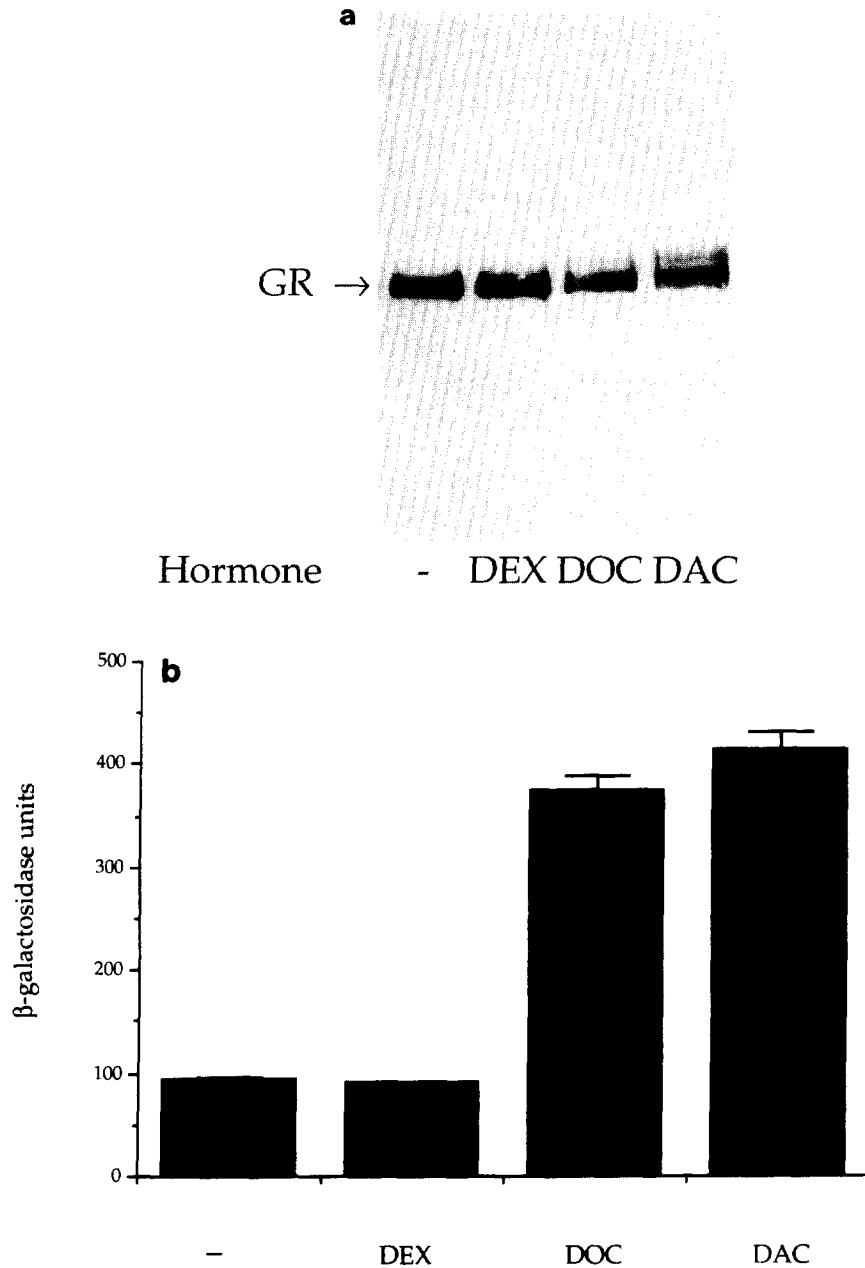 a
GR →
Hormone - DEX DOC DAC
b
500
400
300
200
100
0
β-galactosidase units
– DEX DOC DAC